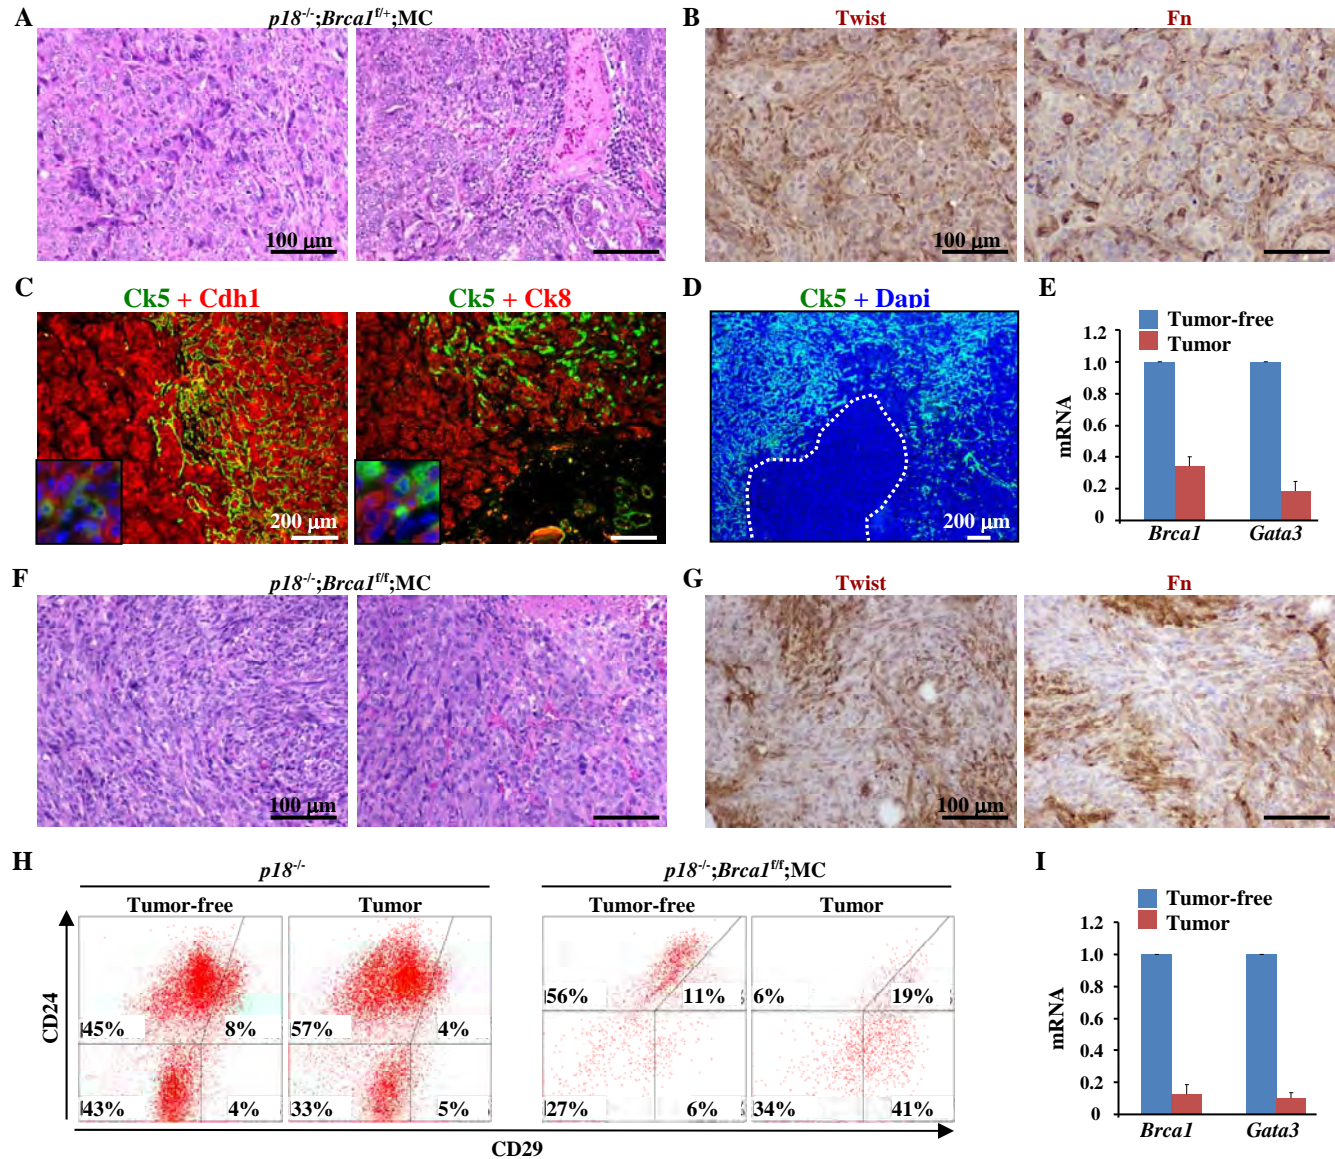 A
p18-/-;Brca1f/+;MC
100 µm
B
Twist
Fn
100 µm
C
Ck5 + Cdh1
Ck5 + Ck8
200 µm
D
Ck5 + Dapi
200 µm
E
Tumor-free
Tumor
mRNA
1.2
1.0
0.8
0.6
0.4
0.2
0
Brca1
Gata3
F
p18-/-;Brca1f/f;MC
100 µm
G
Twist
Fn
100 µm
H
p18-/-
p18-/-;Brca1f/f;MC
Tumor-free
Tumor
Tumor-free
Tumor
CD24
45%
8%
57%
4%
56%
11%
6%
19%
43%
4%
33%
5%
27%
6%
34%
41%
CD29
I
Tumor-free
Tumor
mRNA
1.2
1.0
0.8
0.6
0.4
0.2
0
Brca1
Gata3